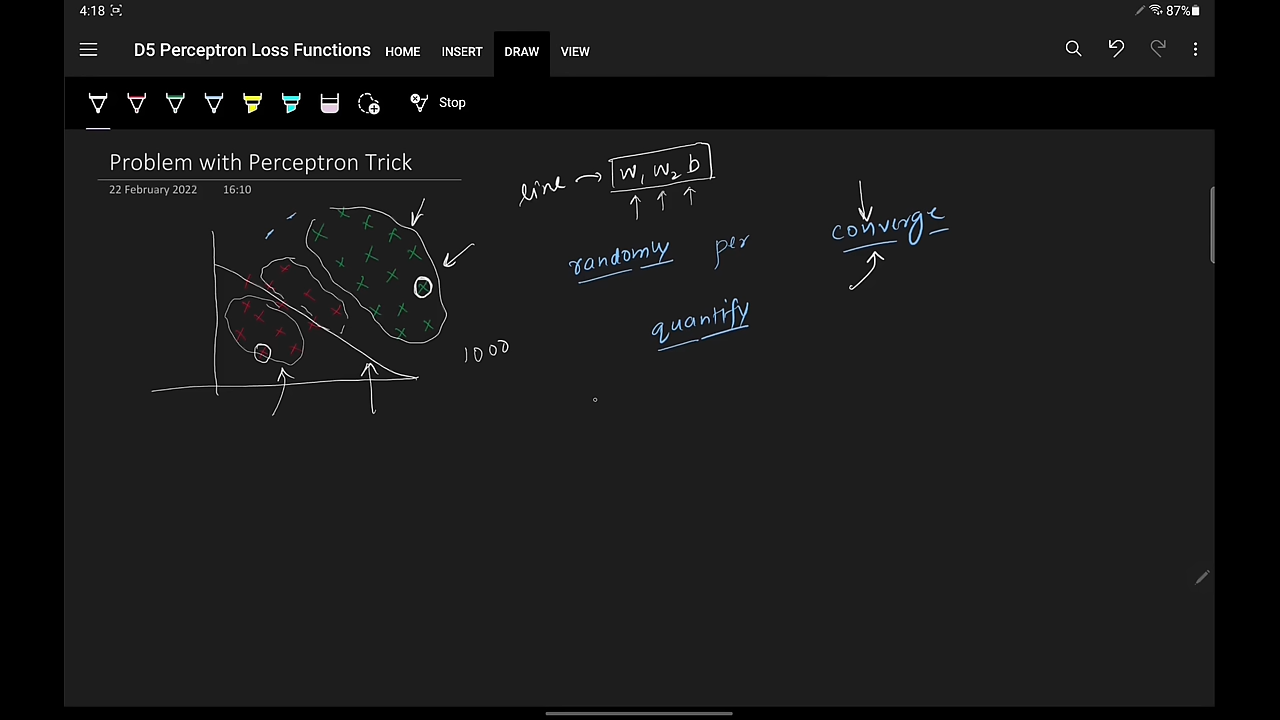 4:18 87%
D5 Perceptron Loss Functions HOME INSERT DRAW VIEW
Stop
Problem with Perceptron Trick
22 February 2022 16:10
line → w₁ w₂ b
randomly per
converge
quantify
1000